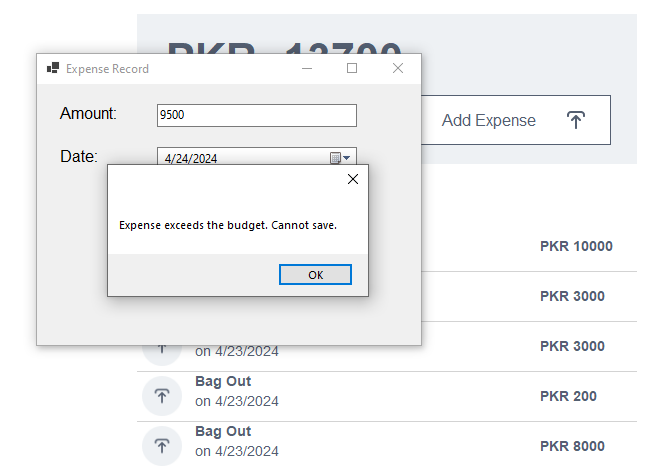 PKR 13700
Expense Record
Amount:
9500
Add Expense
Date:
4/24/2024
Expense exceeds the budget. Cannot save.
OK
PKR 10000
PKR 3000
on 4/23/2024
PKR 3000
Bag Out
on 4/23/2024
PKR 200
Bag Out
on 4/23/2024
PKR 8000